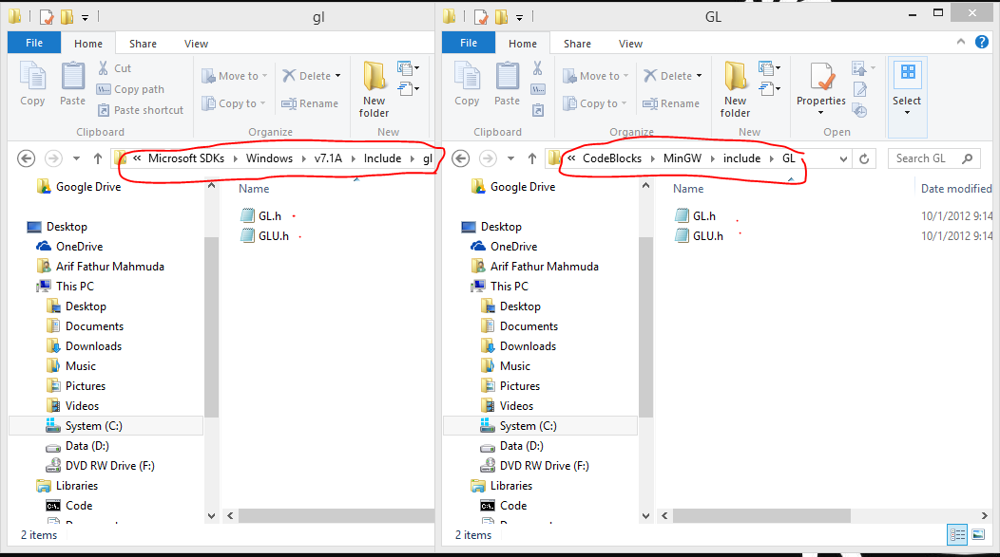 gl
File Home Share View
Copy
Paste
Cut
Copy path
Paste shortcut
Clipboard
Move to
Copy to
Delete
Rename
Organize
New
folder
New
« Microsoft SDKs Windows v7.1A Include gl
Google Drive
Desktop
OneDrive
Arif Fathur Mahmuda
This PC
Desktop
Documents
Downloads
Music
Pictures
Videos
System (C:)
Data (D:)
DVD RW Drive (F:)
Libraries
Code
Name
GL.h
GLU.h
2 items
GL
File Home Share View
Copy
Paste
Clipboard
Move to
Copy to
Delete
Rename
Organize
New
folder
New
Properties
Open
Select
« CodeBlocks MinGW include GL
Search GL
Google Drive
Desktop
OneDrive
Arif Fathur Mahmuda
This PC
Desktop
Documents
Downloads
Music
Pictures
Videos
System (C:)
Data (D:)
DVD RW Drive (F:)
Libraries
Code
Name Date modified
GL.h 10/1/2012 9:14
GLU.h 10/1/2012 9:14
2 items